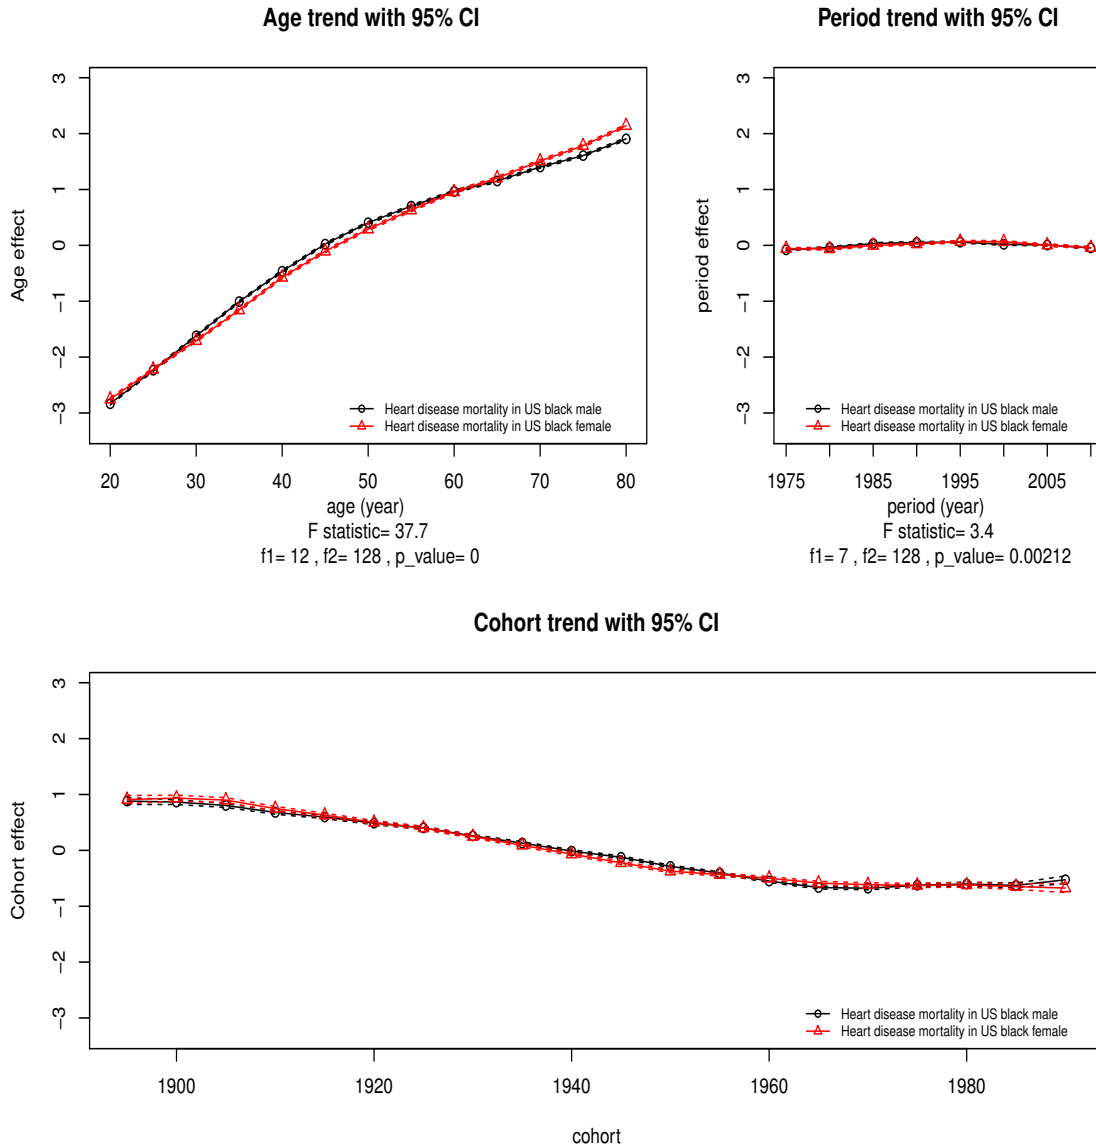 Age trend with 95% CI
Age effect
3
2
1
0
−1
−2
−3
Heart disease mortality in US black male
Heart disease mortality in US black female
20 30 40 50 60 70 80
age (year)
F statistic= 37.7
f1= 12 , f2= 128 , p_value= 0
Period trend with 95% CI
period effect
3
2
1
0
−1
−2
−3
Heart disease mortality in US black male
Heart disease mortality in US black female
1975 1985 1995 2005
period (year)
F statistic= 3.4
f1= 7 , f2= 128 , p_value= 0.00212
Cohort trend with 95% CI
Cohort effect
3
2
1
0
−1
−2
−3
Heart disease mortality in US black male
Heart disease mortality in US black female
1900 1920 1940 1960 1980
cohort